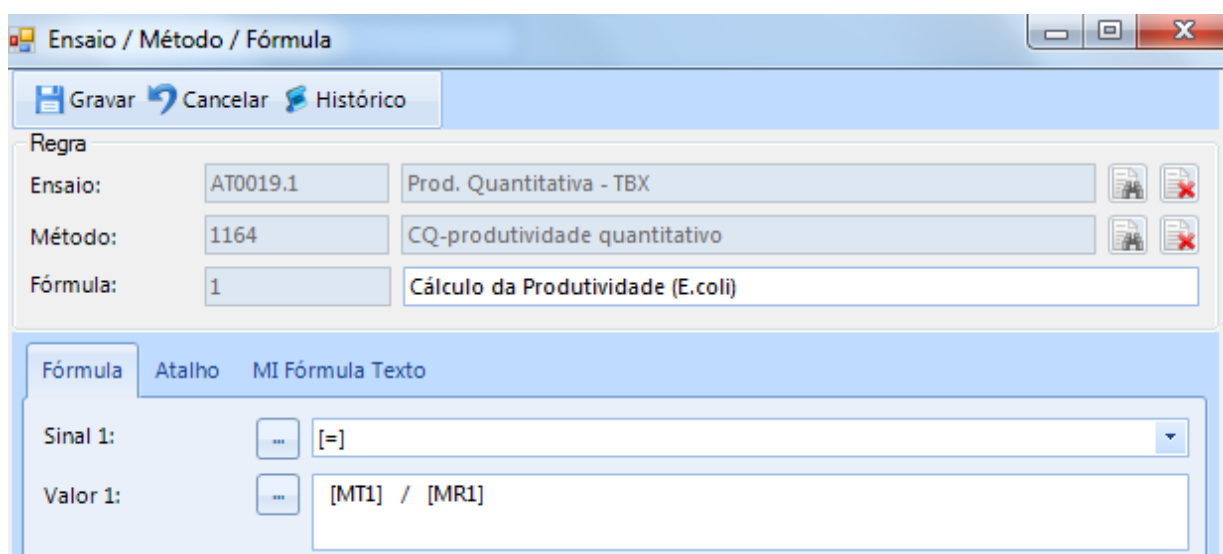 Ensaio / Método / Fórmula
Gravar Cancelar Histórico
Regra
Ensaio: AT0019.1 Prod. Quantitativa - TBX
Método: 1164 CQ-produtividade quantitativo
Fórmula: 1 Cálculo da Produtividade (E.coli)
Fórmula Atalho MI Fórmula Texto
Sinal 1: ... [=]
Valor 1: ... [MT1] / [MR1]